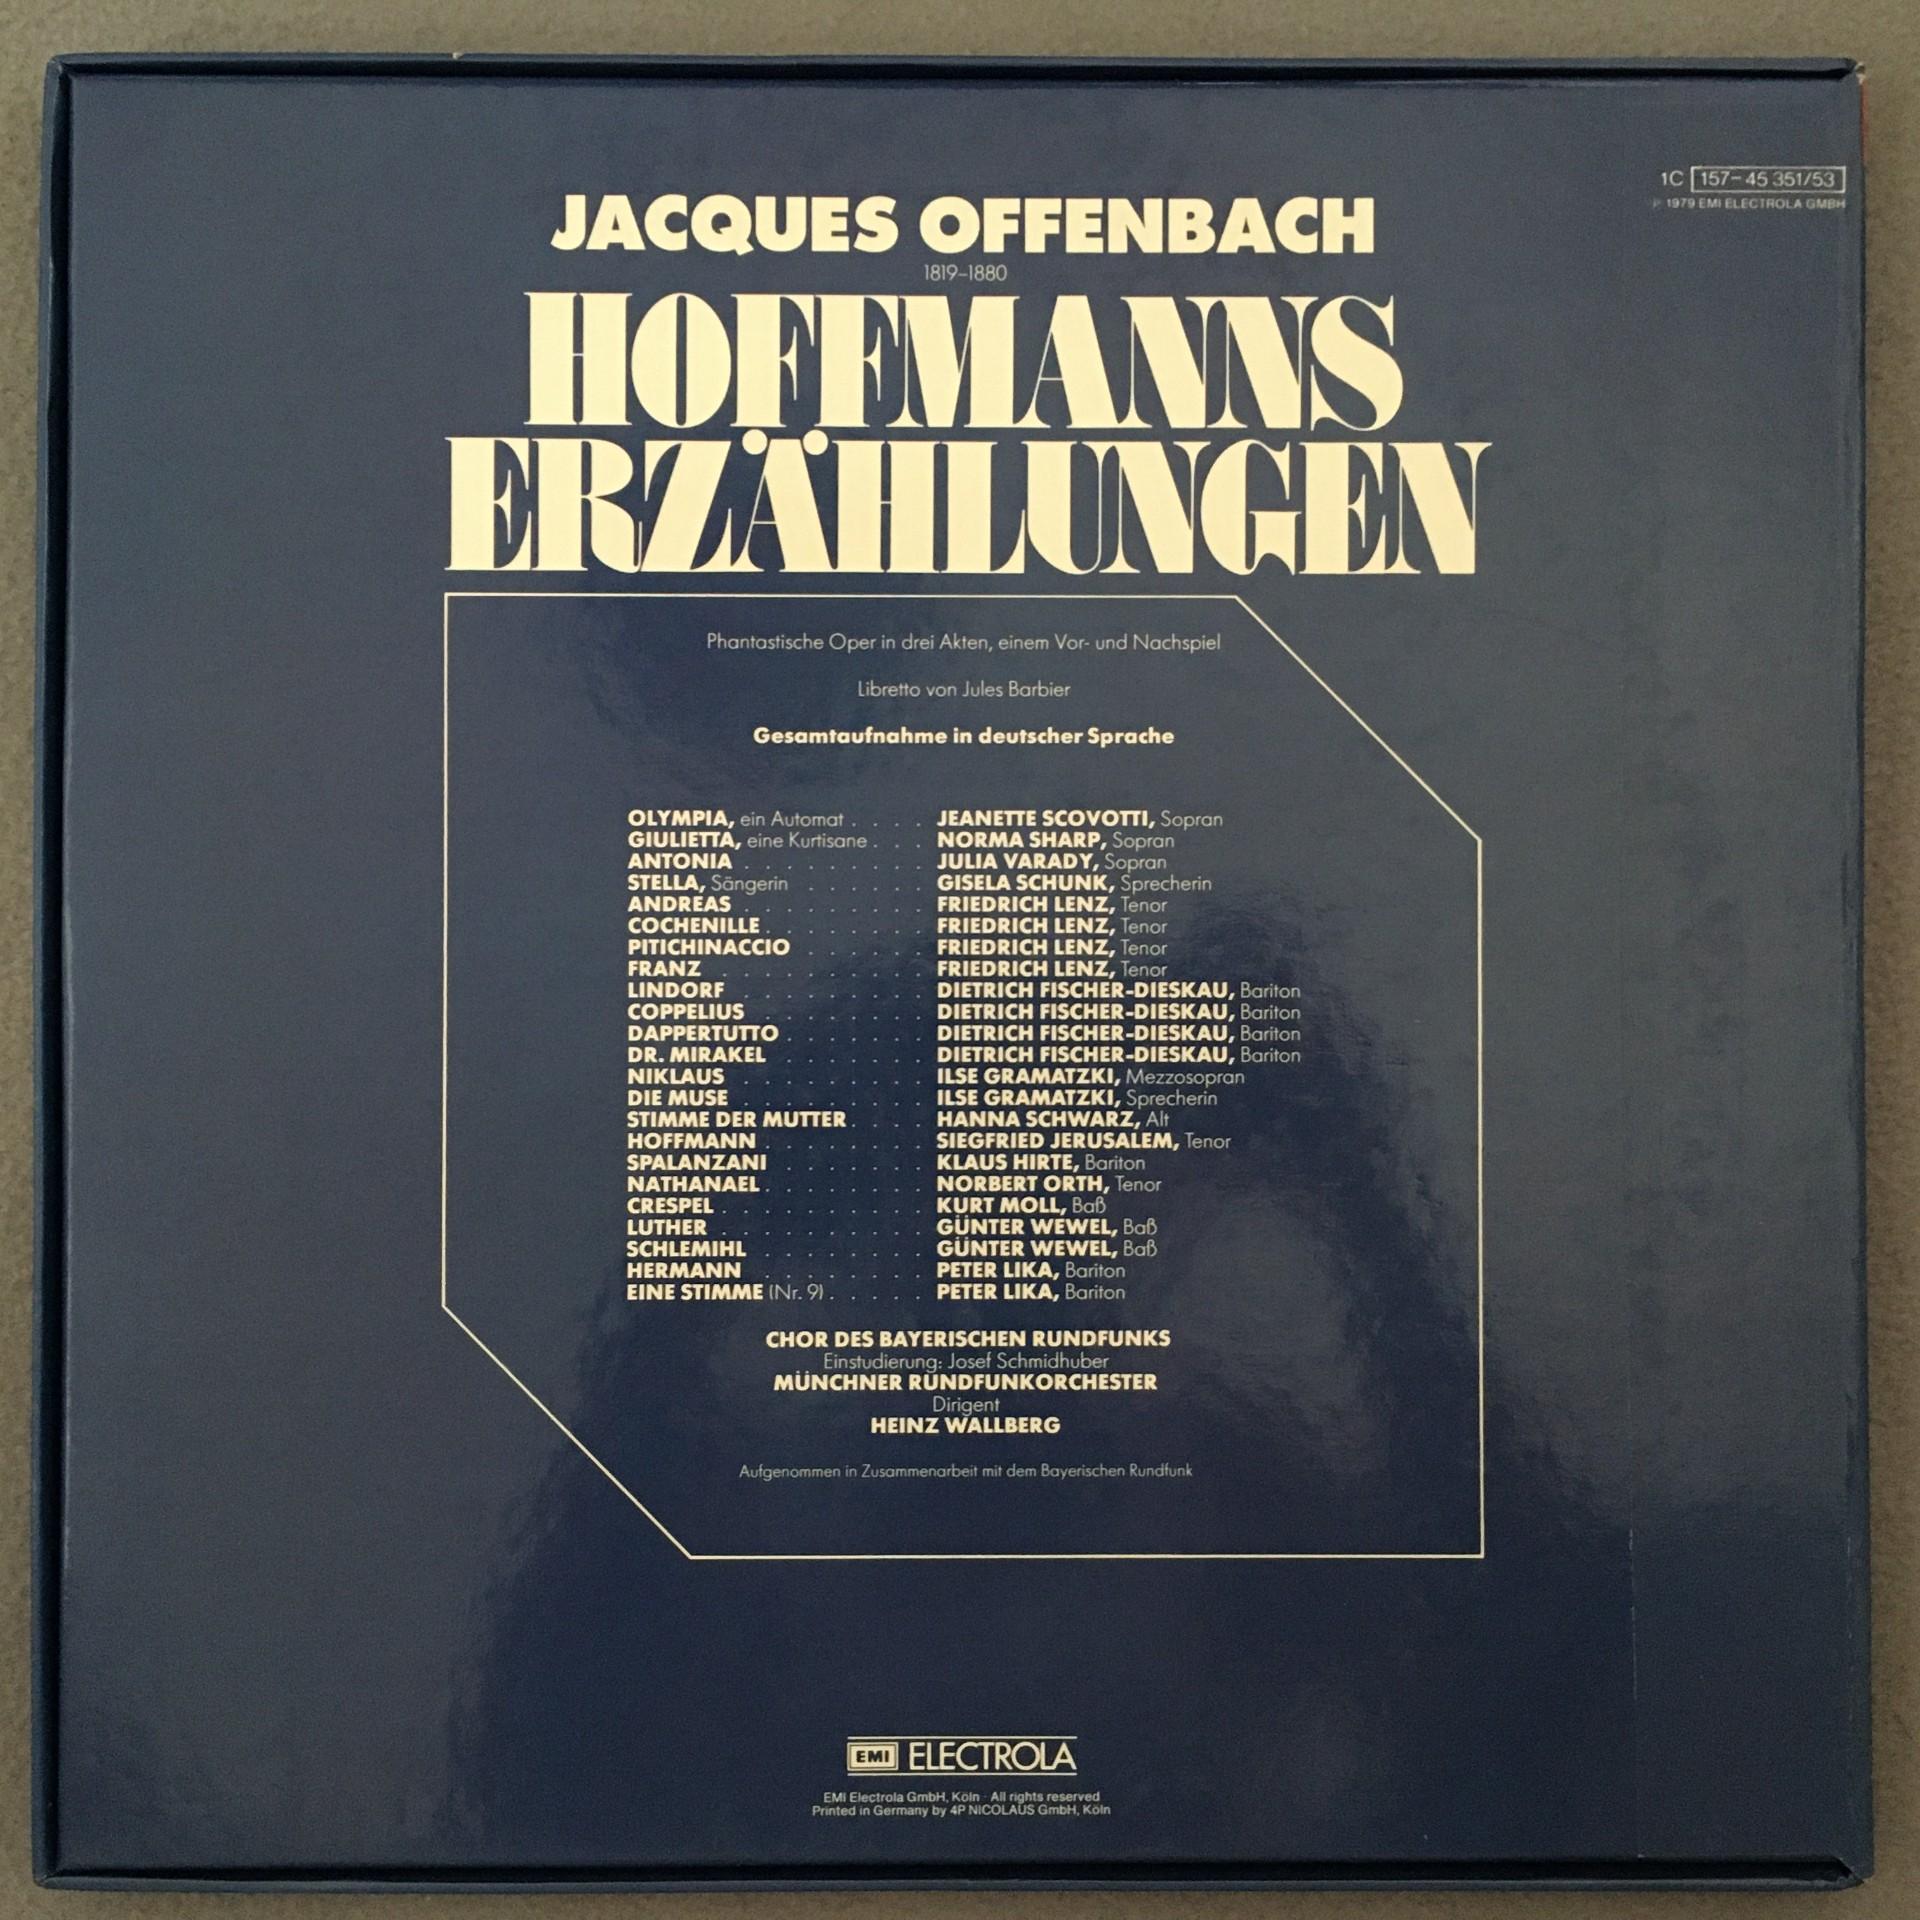 1C 157-45 351/53
℗ 1979 EMI ELECTROLA GMBH
JACQUES OFFENBACH
1819–1880
HOFFMANNS
ERZÄHLUNGEN
Phantastische Oper in drei Akten, einem Vor- und Nachspiel
Libretto von Jules Barbier
Gesamtaufnahme in deutscher Sprache
OLYMPIA, ein Automat . . . . JEANETTE SCOVOTTI, Sopran
GIULIETTA, eine Kurtisane . . . NORMA SHARP, Sopran
ANTONIA . . . . . . . . . JULIA VARADY, Sopran
STELLA, Sängerin . . . . . . GISELA SCHUNK, Sprecherin
ANDREAS . . . . . . . . . FRIEDRICH LENZ, Tenor
COCHENILLE . . . . . . . . FRIEDRICH LENZ, Tenor
PITICHINACCIO . . . . . . FRIEDRICH LENZ, Tenor
FRANZ . . . . . . . . . . FRIEDRICH LENZ, Tenor
LINDORF . . . . . . . . . DIETRICH FISCHER-DIESKAU, Bariton
COPPELIUS . . . . . . . . DIETRICH FISCHER-DIESKAU, Bariton
DAPPERTUTTO . . . . . . . DIETRICH FISCHER-DIESKAU, Bariton
DR. MIRAKEL . . . . . . . DIETRICH FISCHER-DIESKAU, Bariton
NIKLAUS . . . . . . . . . ILSE GRAMATZKI, Mezzosopran
DIE MUSE . . . . . . . . . ILSE GRAMATZKI, Sprecherin
STIMME DER MUTTER . . . . HANNA SCHWARZ, Alt
HOFFMANN . . . . . . . . SIEGFRIED JERUSALEM, Tenor
SPALANZANI . . . . . . . KLAUS HIRTE, Bariton
NATHANAEL . . . . . . . . NORBERT ORTH, Tenor
CRESPEL . . . . . . . . . . KURT MOLL, Baß
LUTHER . . . . . . . . . . GÜNTER WEWEL, Baß
SCHLEMIHL . . . . . . . . GÜNTER WEWEL, Baß
HERMANN . . . . . . . . PETER LIKA, Bariton
EINE STIMME (Nr. 9) . . . . . PETER LIKA, Bariton
CHOR DES BAYERISCHEN RUNDFUNKS
Einstudierung: Josef Schmidhuber
MÜNCHNER RUNDFUNKORCHESTER
Dirigent
HEINZ WALLBERG
Aufgenommen in Zusammenarbeit mit dem Bayerischen Rundfunk
EMI ELECTROLA
EMI Electrola GmbH, Köln · All rights reserved
Printed in Germany by 4P NICOLAUS GmbH, Köln